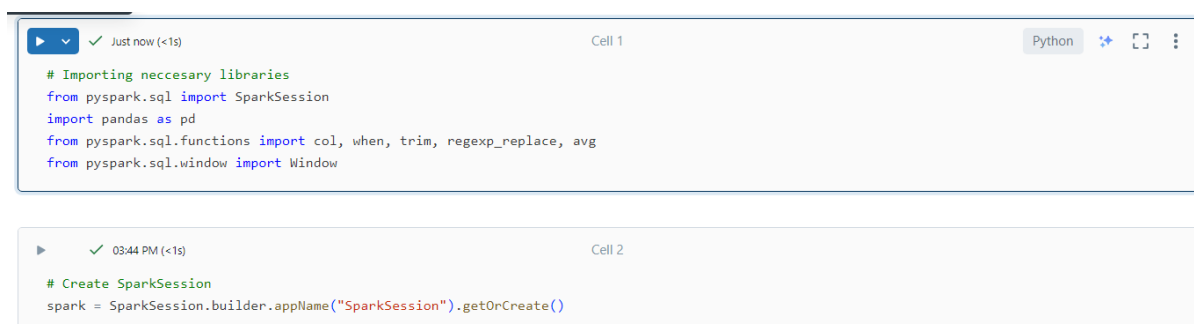 Just now (<1s)
Cell 1
Python
# Importing neccesary libraries
from pyspark.sql import SparkSession
import pandas as pd
from pyspark.sql.functions import col, when, trim, regexp_replace, avg
from pyspark.sql.window import Window
03:44 PM (<1s)
Cell 2
# Create SparkSession
spark = SparkSession.builder.appName("SparkSession").getOrCreate()